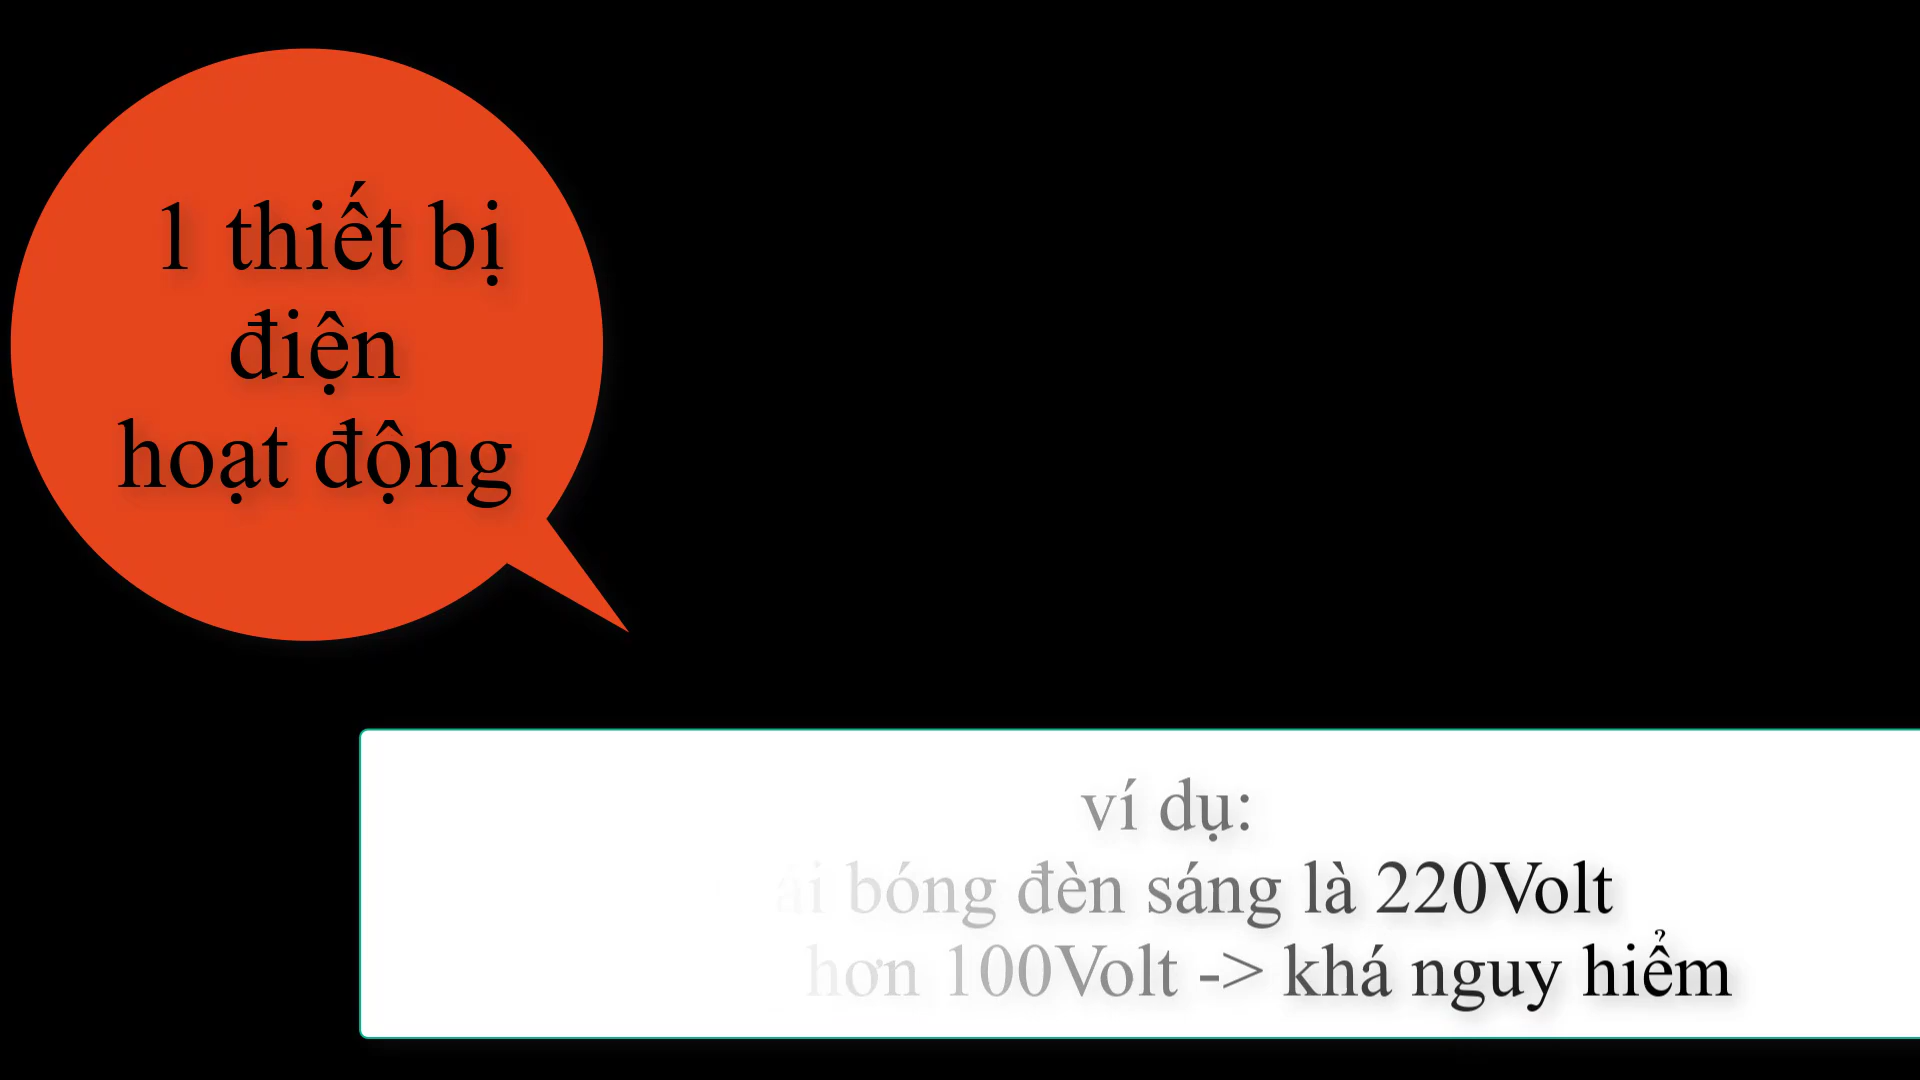 1 thiết bị
điện
hoạt động
ví dụ:
bóng đèn sáng là 220Volt
hơn 100Volt -> khá nguy hiểm